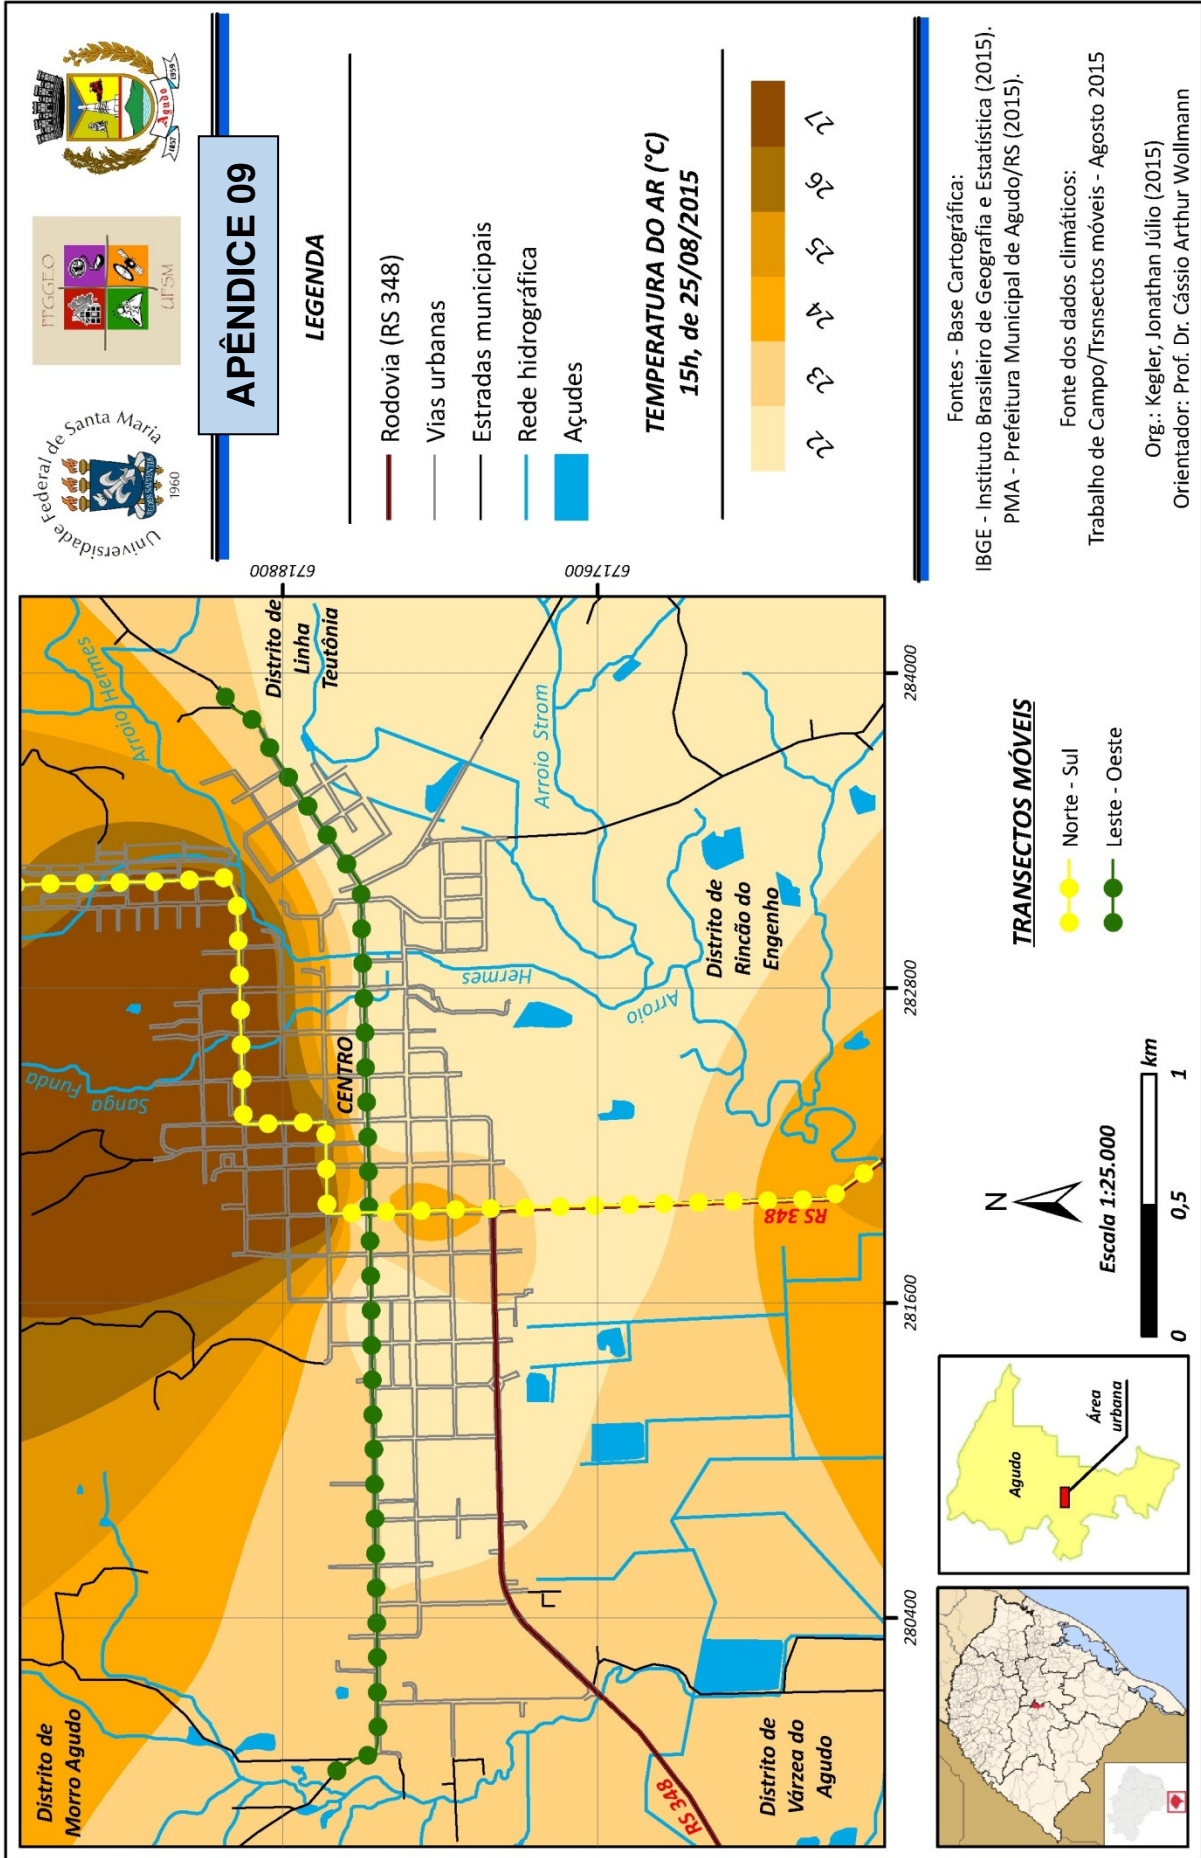 Universidade Federal de Santa Maria
1960
PPGGEO
UFSM
1857 Agudo 1959
APÊNDICE 09
LEGENDA
Rodovia (RS 348)
Vias urbanas
Estradas municipais
Rede hidrográfica
Açudes
TEMPERATURA DO AR (°C)
15h, de 25/08/2015
22 23 24 25 26 27
Fontes - Base Cartográfica:
IBGE - Instituto Brasileiro de Geografia e Estatística (2015).
PMA - Prefeitura Municipal de Agudo/RS (2015).
Fonte dos dados climáticos:
Trabalho de Campo/Trsnsectos móveis - Agosto 2015
Org.: Kegler, Jonathan Júlio (2015)
Orientador: Prof. Dr. Cássio Arthur Wollmann
Distrito de
Morro Agudo
Sanga Funda
Arroio Hermes
Distrito de
Linha
Teutônia
CENTRO
Hermes
Arroio
Arroio Strom
Distrito de
Rincão do
Engenho
RS 348
RS 348
Distrito de
Várzea do
Agudo
6718800
6717600
280400
281600
282800
284000
Agudo
Área
urbana
N
Escala 1:25.000
0 0,5 1 km
TRANSECTOS MÓVEIS
Norte - Sul
Leste - Oeste